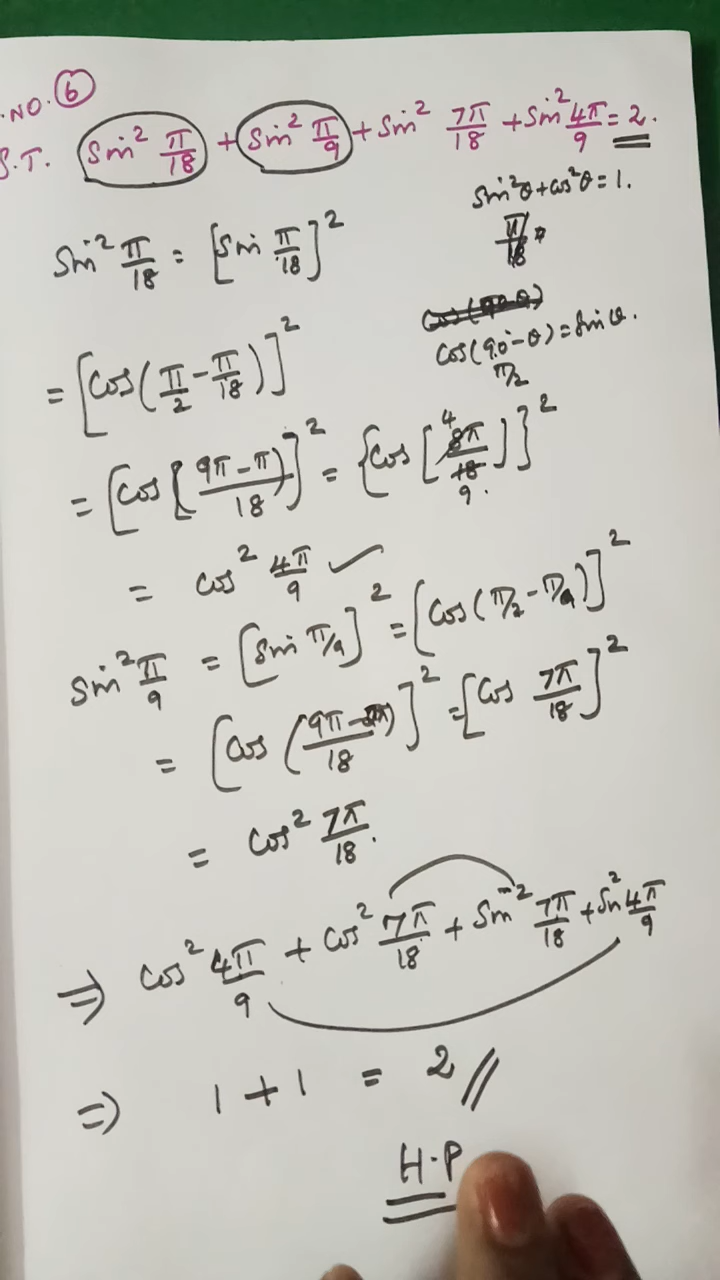 .NO. 6
S.T. Sin² π/18 + Sin² π/9 + Sin² 7π/18 + Sin² 4π/9 = 2.
Sin²θ + cos²θ = 1.
π/18
Sin² π/18 = [Sin π/18]²
cos(90°-θ) = Sin θ.
π/2
= [Cos(π/2 - π/18)]²
= [Cos[(9π-π)/18]]² = {Cos[8π/18]}²
4
9.
= cos² 4π/9 ✓
Sin² π/9 = [Sin π/9]² = [Cos(π/2 - π/9)]²
= [Cos((9π-2π)/18)]² = [Cos 7π/18]²
= Cos² 7π/18.
⇒ Cos² 4π/9 + Cos² 7π/18 + Sin² 7π/18 + Sin² 4π/9
⇒ 1 + 1 = 2 //
H.P